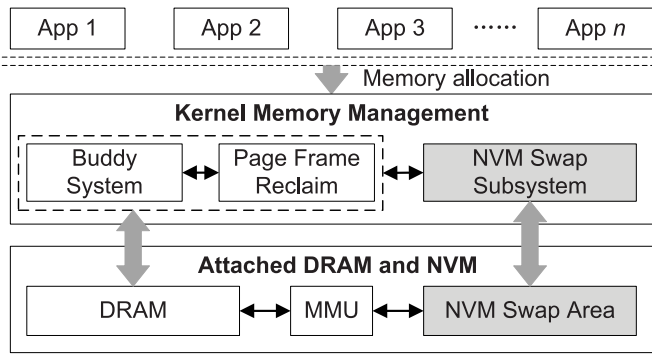 App 1 App 2 App 3 ...... App n
Memory allocation
Kernel Memory Management
Buddy System
Page Frame Reclaim
NVM Swap Subsystem
Attached DRAM and NVM
DRAM MMU NVM Swap Area